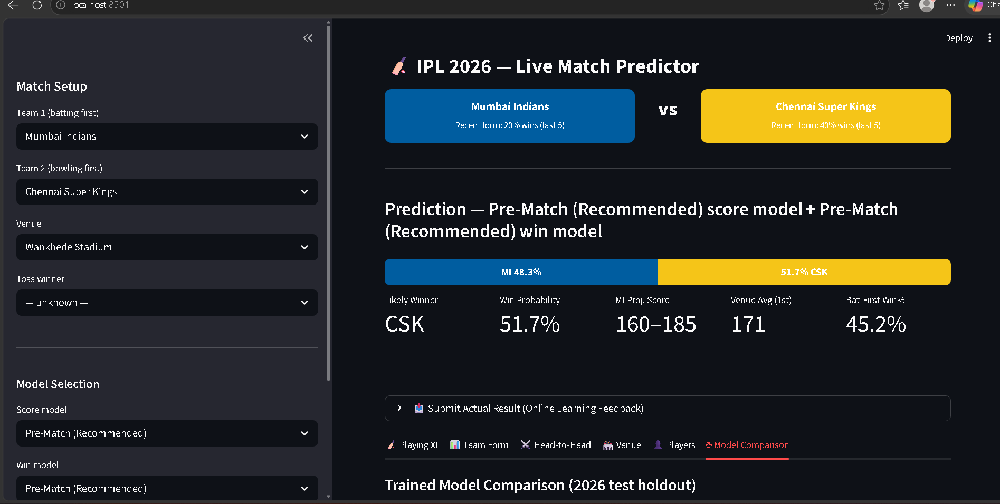 localhost:8501
Cha
Deploy
Match Setup
Team 1 (batting first)
Mumbai Indians
Team 2 (bowling first)
Chennai Super Kings
Venue
Wankhede Stadium
Toss winner
— unknown —
Model Selection
Score model
Pre-Match (Recommended)
Win model
Pre-Match (Recommended)
IPL 2026 — Live Match Predictor
Mumbai Indians
Recent form: 20% wins (last 5)
vs
Chennai Super Kings
Recent form: 40% wins (last 5)
Prediction — Pre-Match (Recommended) score model + Pre-Match
(Recommended) win model
MI 48.3%
51.7% CSK
Likely Winner
CSK
Win Probability
51.7%
MI Proj. Score
160–185
Venue Avg (1st)
171
Bat-First Win%
45.2%
Submit Actual Result (Online Learning Feedback)
Playing XI
Team Form
Head-to-Head
Venue
Players
Model Comparison
Trained Model Comparison (2026 test holdout)